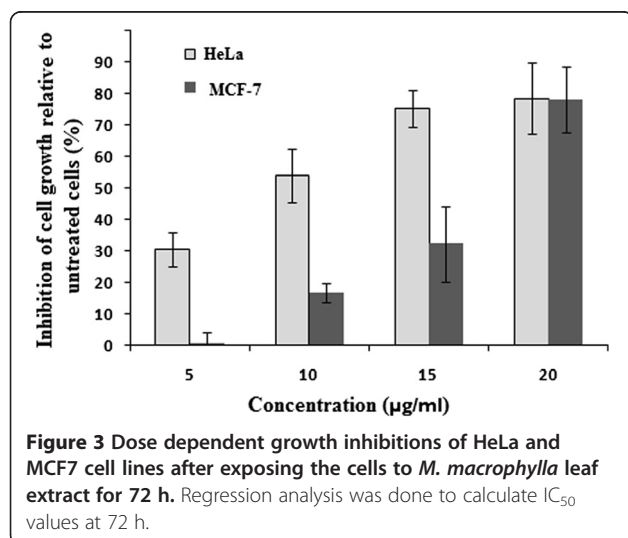 HeLa
MCF-7
Inhibition of cell growth relative to
untreated cells (%)
90
80
70
60
50
40
30
20
10
0
5 10 15 20
Concentration (µg/ml)
Figure 3 Dose dependent growth inhibitions of HeLa and
MCF7 cell lines after exposing the cells to M. macrophylla leaf
extract for 72 h. Regression analysis was done to calculate IC50
values at 72 h.